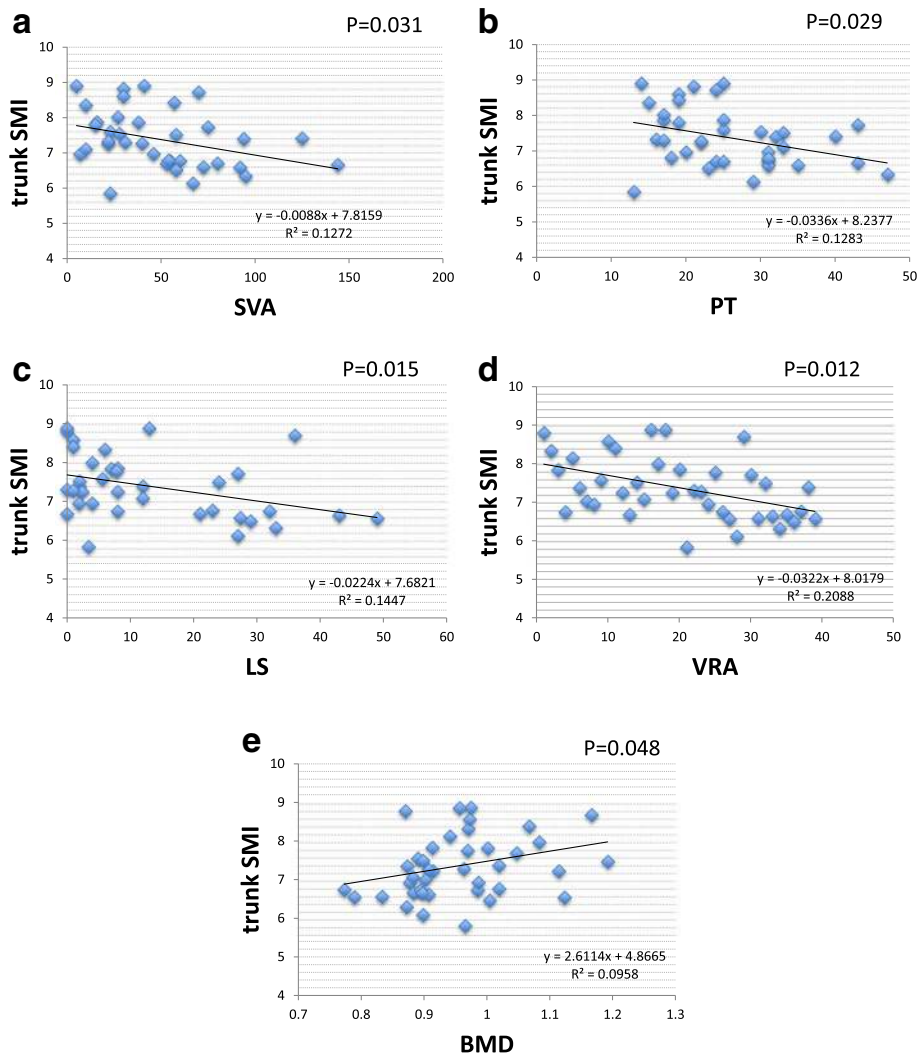 a
P=0.031
10
9
8
7
6
5
4
trunk SMI
y = -0.0088x + 7.8159
R² = 0.1272
0 50 100 150 200
SVA
b
P=0.029
10
9
8
7
6
5
4
trunk SMI
y = -0.0336x + 8.2377
R² = 0.1283
0 10 20 30 40 50
PT
c
P=0.015
10
9
8
7
6
5
4
trunk SMI
y = -0.0224x + 7.6821
R² = 0.1447
0 10 20 30 40 50 60
LS
d
P=0.012
10
9
8
7
6
5
4
trunk SMI
y = -0.0322x + 8.0179
R² = 0.2088
0 10 20 30 40 50
VRA
e
P=0.048
10
9
8
7
6
5
4
trunk SMI
y = 2.6114x + 4.8665
R² = 0.0958
0.7 0.8 0.9 1 1.1 1.2 1.3
BMD